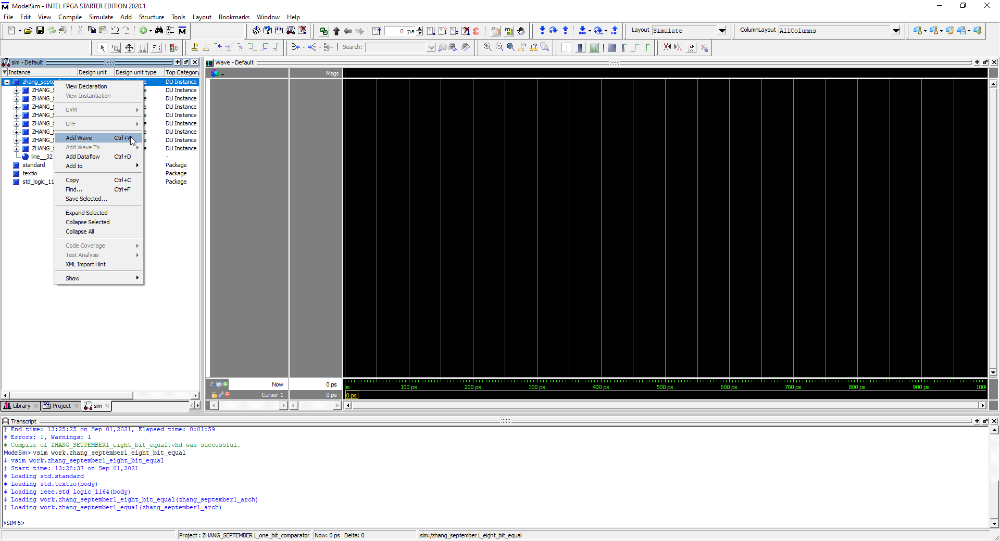 ModelSim - INTEL FPGA STARTER EDITION 2020.1
File Edit View Compile Simulate Add Structure Tools Layout Bookmarks Window Help
0 ps Layout Simulate ColumnLayout AllColumns
Search:
sim - Default
Instance Design unit Design unit type Top Category
zhang_septe e DU Instance
ZHANG_S e DU Instance
ZHANG_S e DU Instance
ZHANG_S e DU Instance
ZHANG_S e DU Instance
ZHANG_S e DU Instance
ZHANG_S e DU Instance
ZHANG_S e DU Instance
ZHANG_S e DU Instance
line__32 -
standard Package
textio Package
std_logic_11 Package
View Declaration
View Instantiation
UVM
UPF
Add Wave Ctrl+W
Add Wave To
Add Dataflow Ctrl+D
Add to
Copy Ctrl+C
Find... Ctrl+F
Save Selected...
Expand Selected
Collapse Selected
Collapse All
Code Coverage
Test Analysis
XML Import Hint
Show
Library Project sim
Wave - Default
Msgs
Now 0 ps
Cursor 1 0 ps
ps 100 ps 200 ps 300 ps 400 ps 500 ps 600 ps 700 ps 800 ps 900 ps 1000
0 ps
Transcript
# End time: 13:25:25 on Sep 01,2021, Elapsed time: 0:01:59
# Errors: 1, Warnings: 1
# Compile of ZHANG_SETPEMBER1_eight_bit_equal.vhd was successful.
ModelSim> vsim work.zhang_september1_eight_bit_equal
# vsim work.zhang_september1_eight_bit_equal
# Start time: 13:28:37 on Sep 01,2021
# Loading std.standard
# Loading std.textio(body)
# Loading ieee.std_logic_1164(body)
# Loading work.zhang_september1_eight_bit_equal(zhang_september1_arch)
# Loading work.zhang_september1_equal(zhang_september1_arch)
VSIM 6>
Project : ZHANG_SEPTEMBER1_one_bit_comparator Now: 0 ps Delta: 0 sim:/zhang_september1_eight_bit_equal